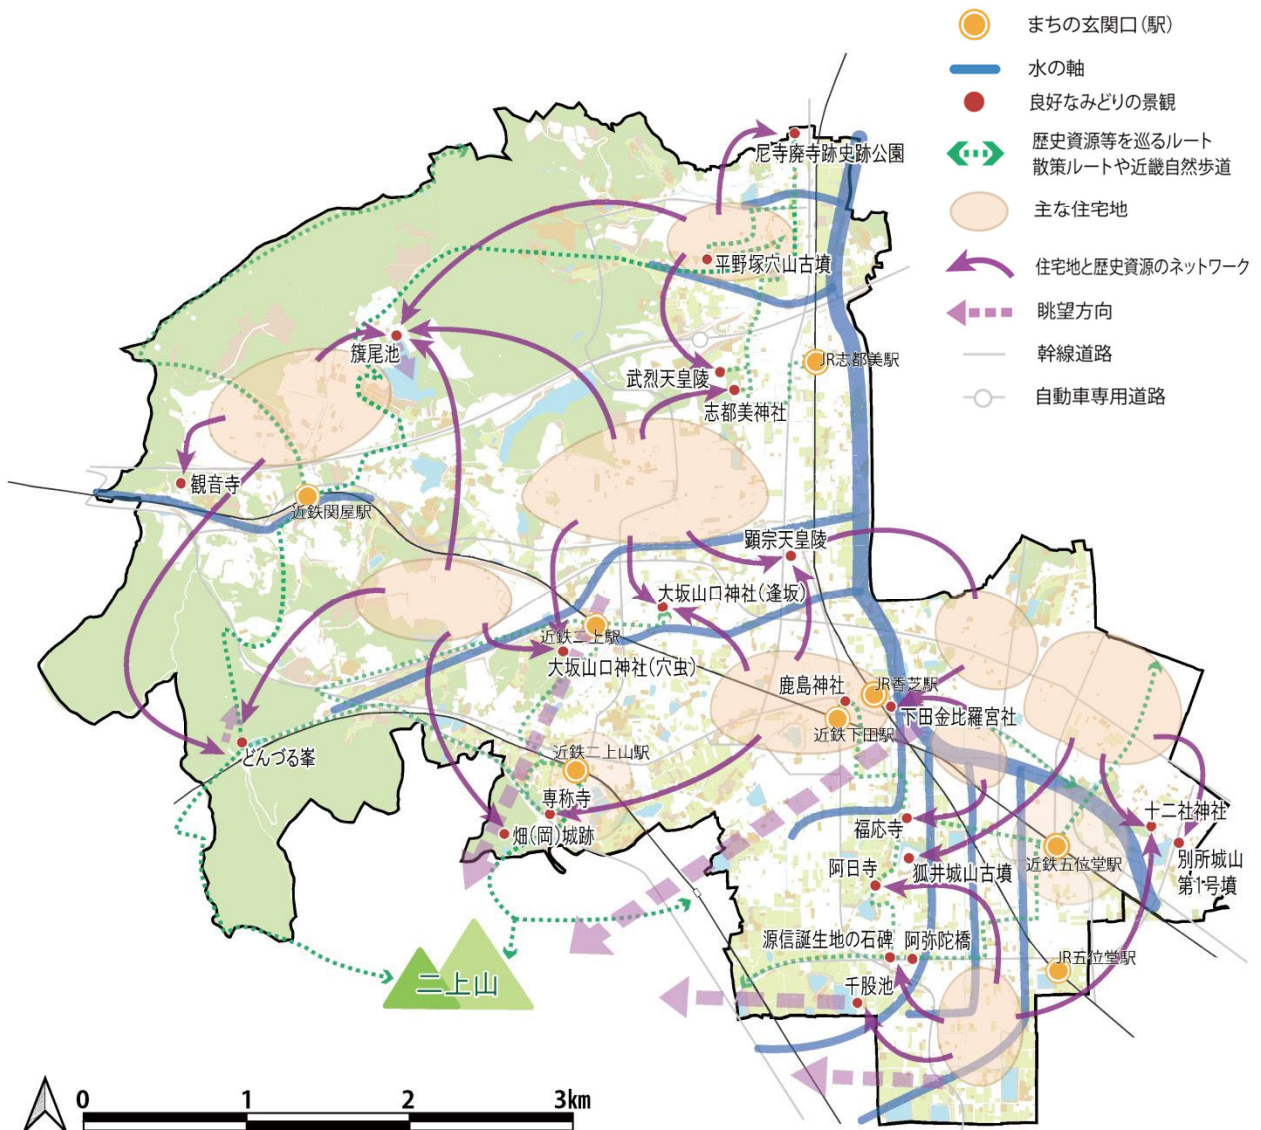 まちの玄関口(駅)
水の軸
良好なみどりの景観
歴史資源等を巡るルート
散策ルートや近畿自然歩道
主な住宅地
住宅地と歴史資源のネットワーク
眺望方向
幹線道路
自動車専用道路
尼寺廃寺跡史跡公園
平野塚穴山古墳
旗尾池
武烈天皇陵
志都美神社
JR志都美駅
観音寺
近鉄関屋駅
顕宗天皇陵
大坂山口神社(逢坂)
近鉄二上駅
大坂山口神社(穴虫)
鹿島神社
JR香芝駅
下田金比羅宮社
近鉄下田駅
どんづる峯
近鉄二上山駅
専称寺
畑(岡)城跡
福応寺
十二社神社
近鉄五位堂駅
別所城山
第1号墳
阿日寺
狐井城山古墳
源信誕生地の石碑
阿弥陀橋
JR五位堂駅
千股池
二上山
0
1
2
3km